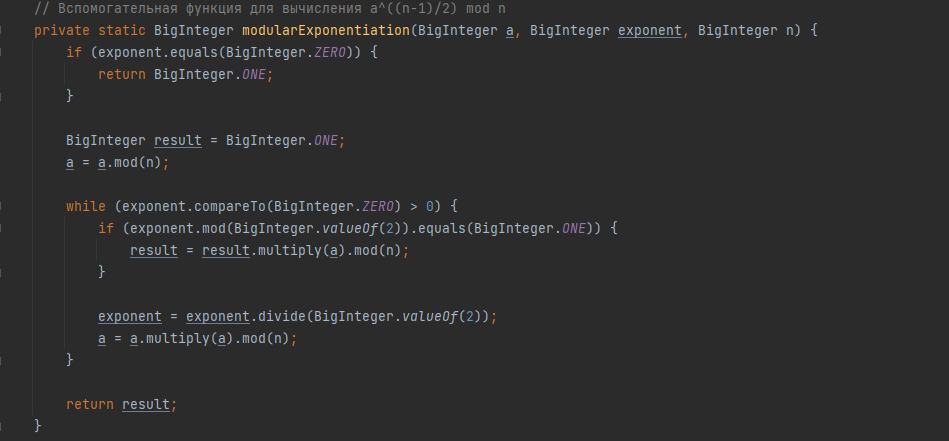 // Вспомогательная функция для вычисления a^((n-1)/2) mod n
private static BigInteger modularExponentiation(BigInteger a, BigInteger exponent, BigInteger n) {
    if (exponent.equals(BigInteger.ZERO)) {
        return BigInteger.ONE;
    }
    BigInteger result = BigInteger.ONE;
    a = a.mod(n);
    while (exponent.compareTo(BigInteger.ZERO) > 0) {
        if (exponent.mod(BigInteger.valueOf(2)).equals(BigInteger.ONE)) {
            result = result.multiply(a).mod(n);
        }
        exponent = exponent.divide(BigInteger.valueOf(2));
        a = a.multiply(a).mod(n);
    }
    return result;
}